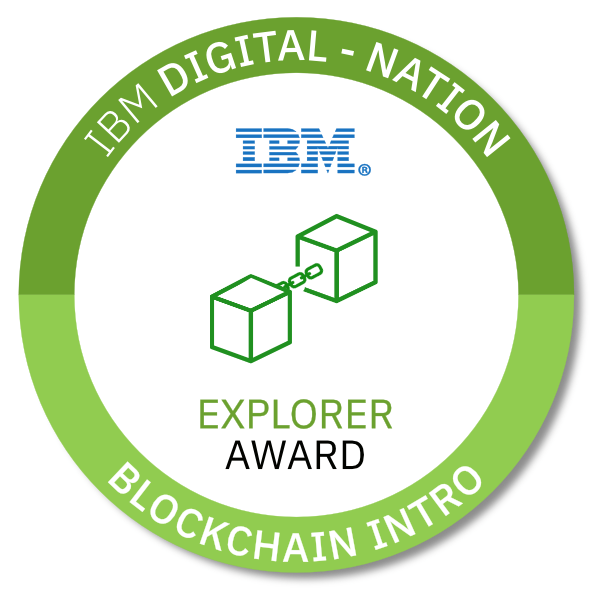 IBM DIGITAL - NATION
IBM®
EXPLORER
AWARD
BLOCKCHAIN INTRO